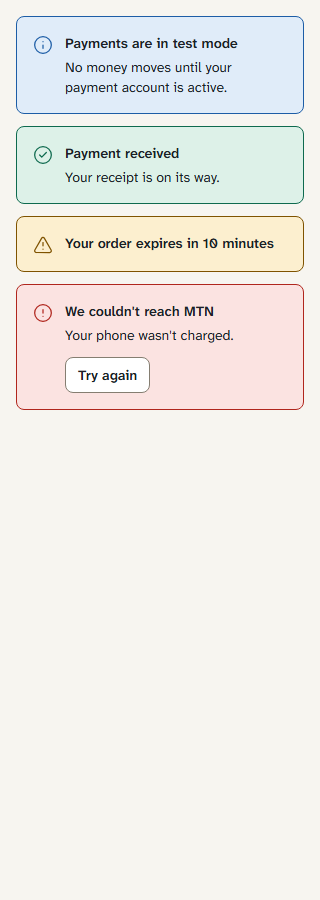 Payments are in test mode
No money moves until your
payment account is active.
Payment received
Your receipt is on its way.
Your order expires in 10 minutes
We couldn't reach MTN
Your phone wasn't charged.
Try again